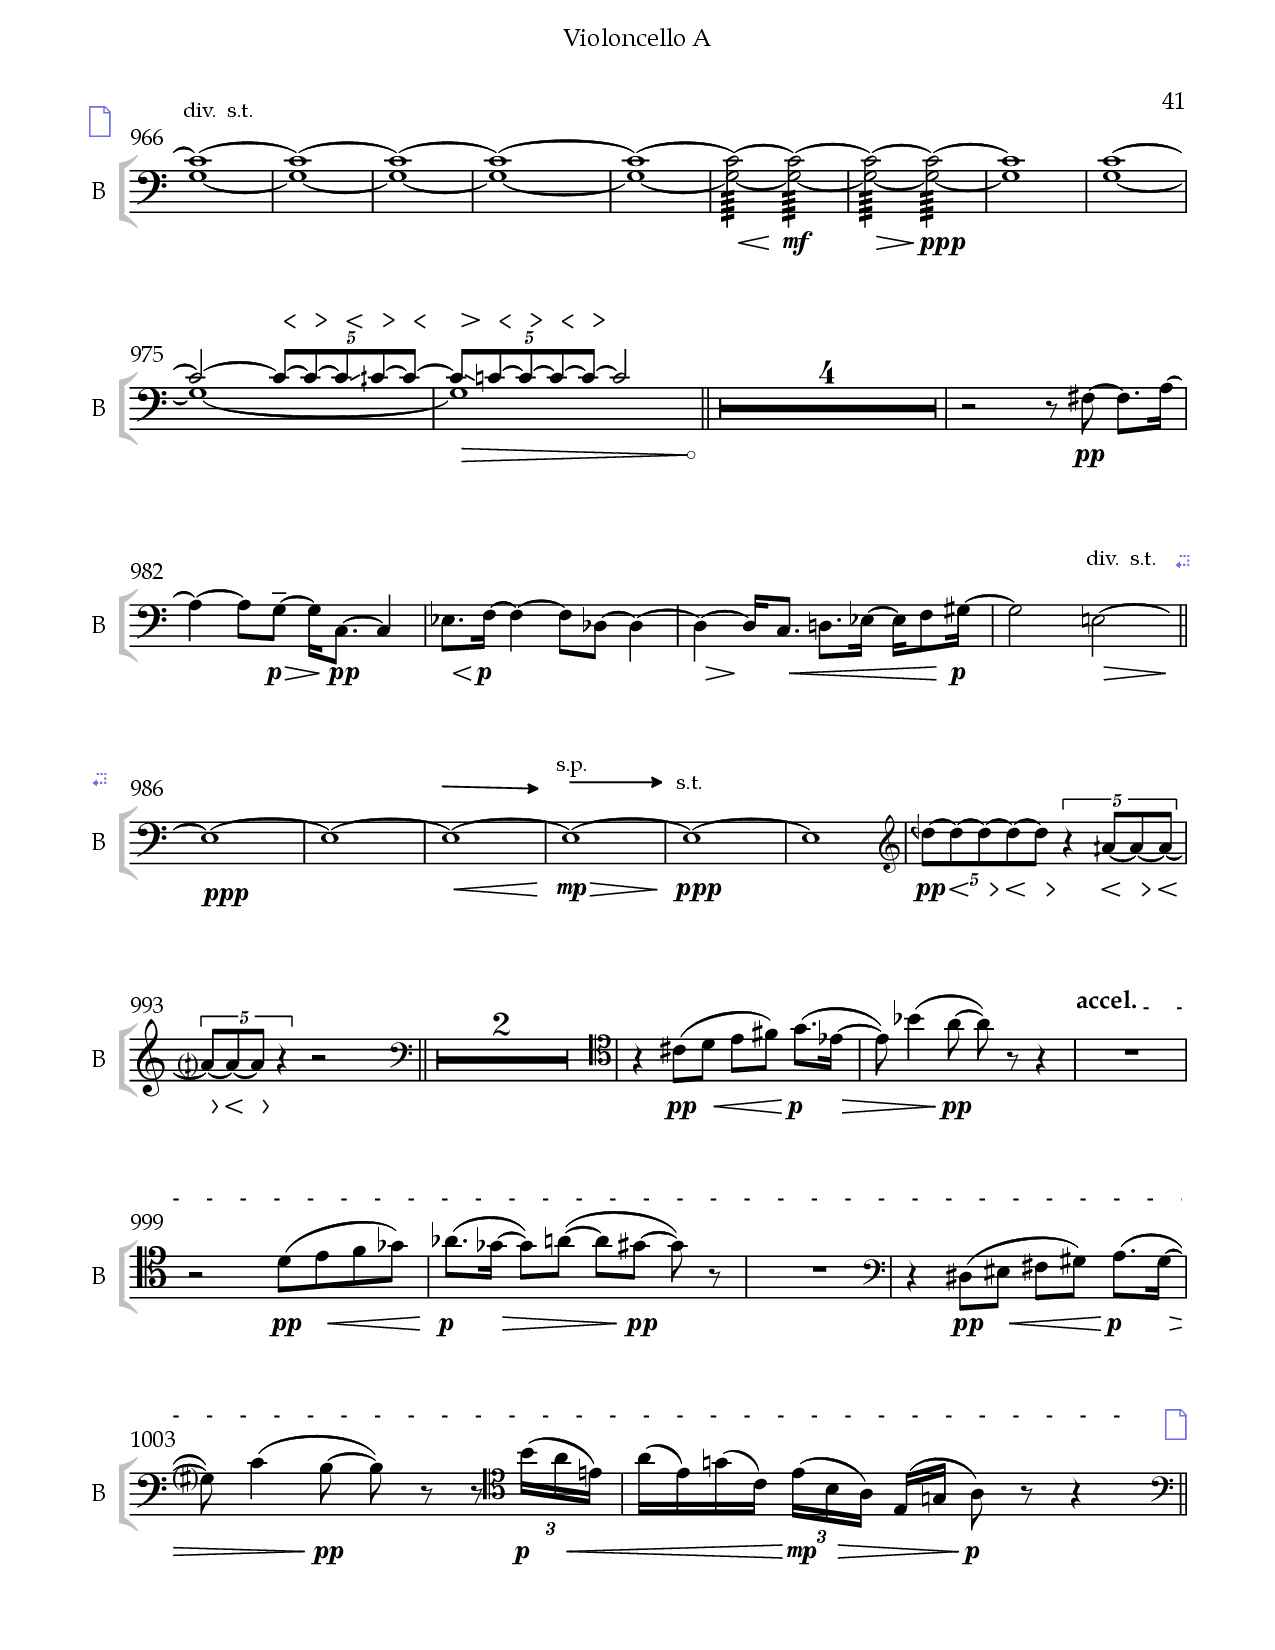 Violoncello A
41
div. s.t.
966
B
mf ppp
5 5
975
4
B
pp
div. s.t.
982
B
p pp p p
s.p.
s.t.
986
5
B
ppp mp ppp pp 5
accel.
993
5 2
B
pp p pp
999
B
pp p pp pp p
1003
B
3 3
pp p mp p